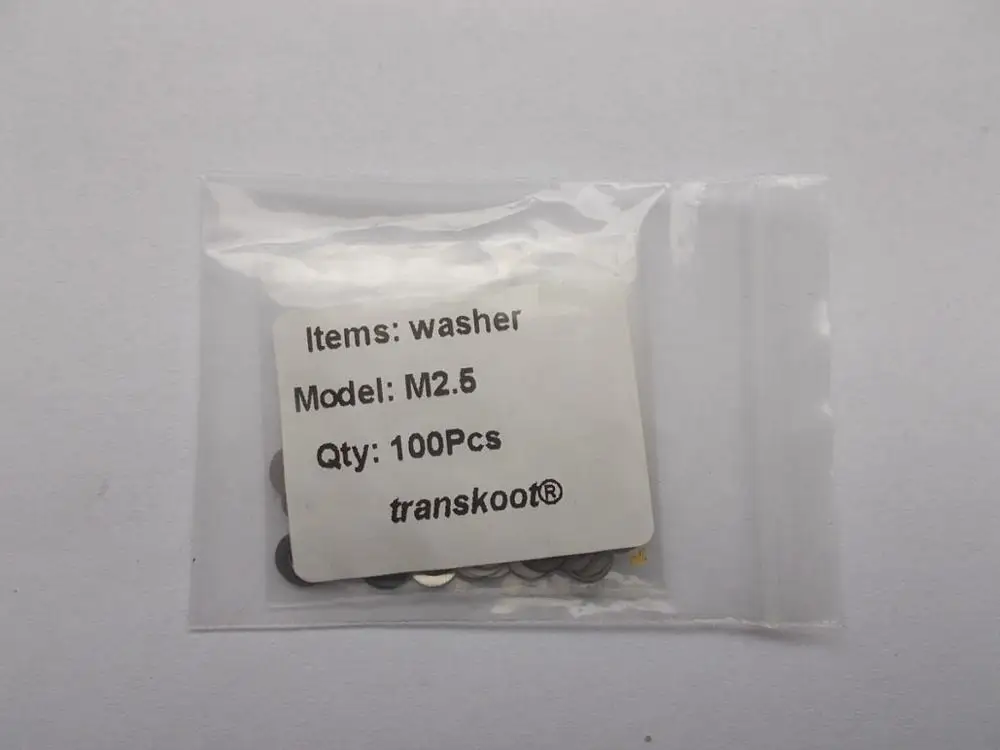 Items: washer
Model: M2.5
Qty: 100Pcs
transkoot®